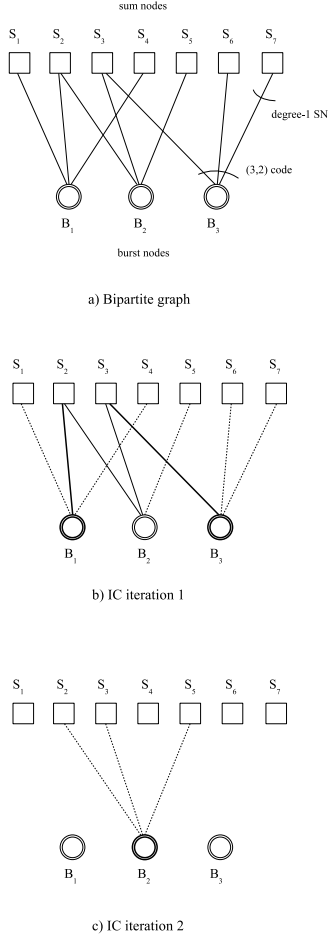 sum nodes
S1 S2 S3 S4 S5 S6 S7
degree-1 SN
(3,2) code
B1 B2 B3
burst nodes
a) Bipartite graph
S1 S2 S3 S4 S5 S6 S7
B1 B2 B3
b) IC iteration 1
S1 S2 S3 S4 S5 S6 S7
B1 B2 B3
c) IC iteration 2